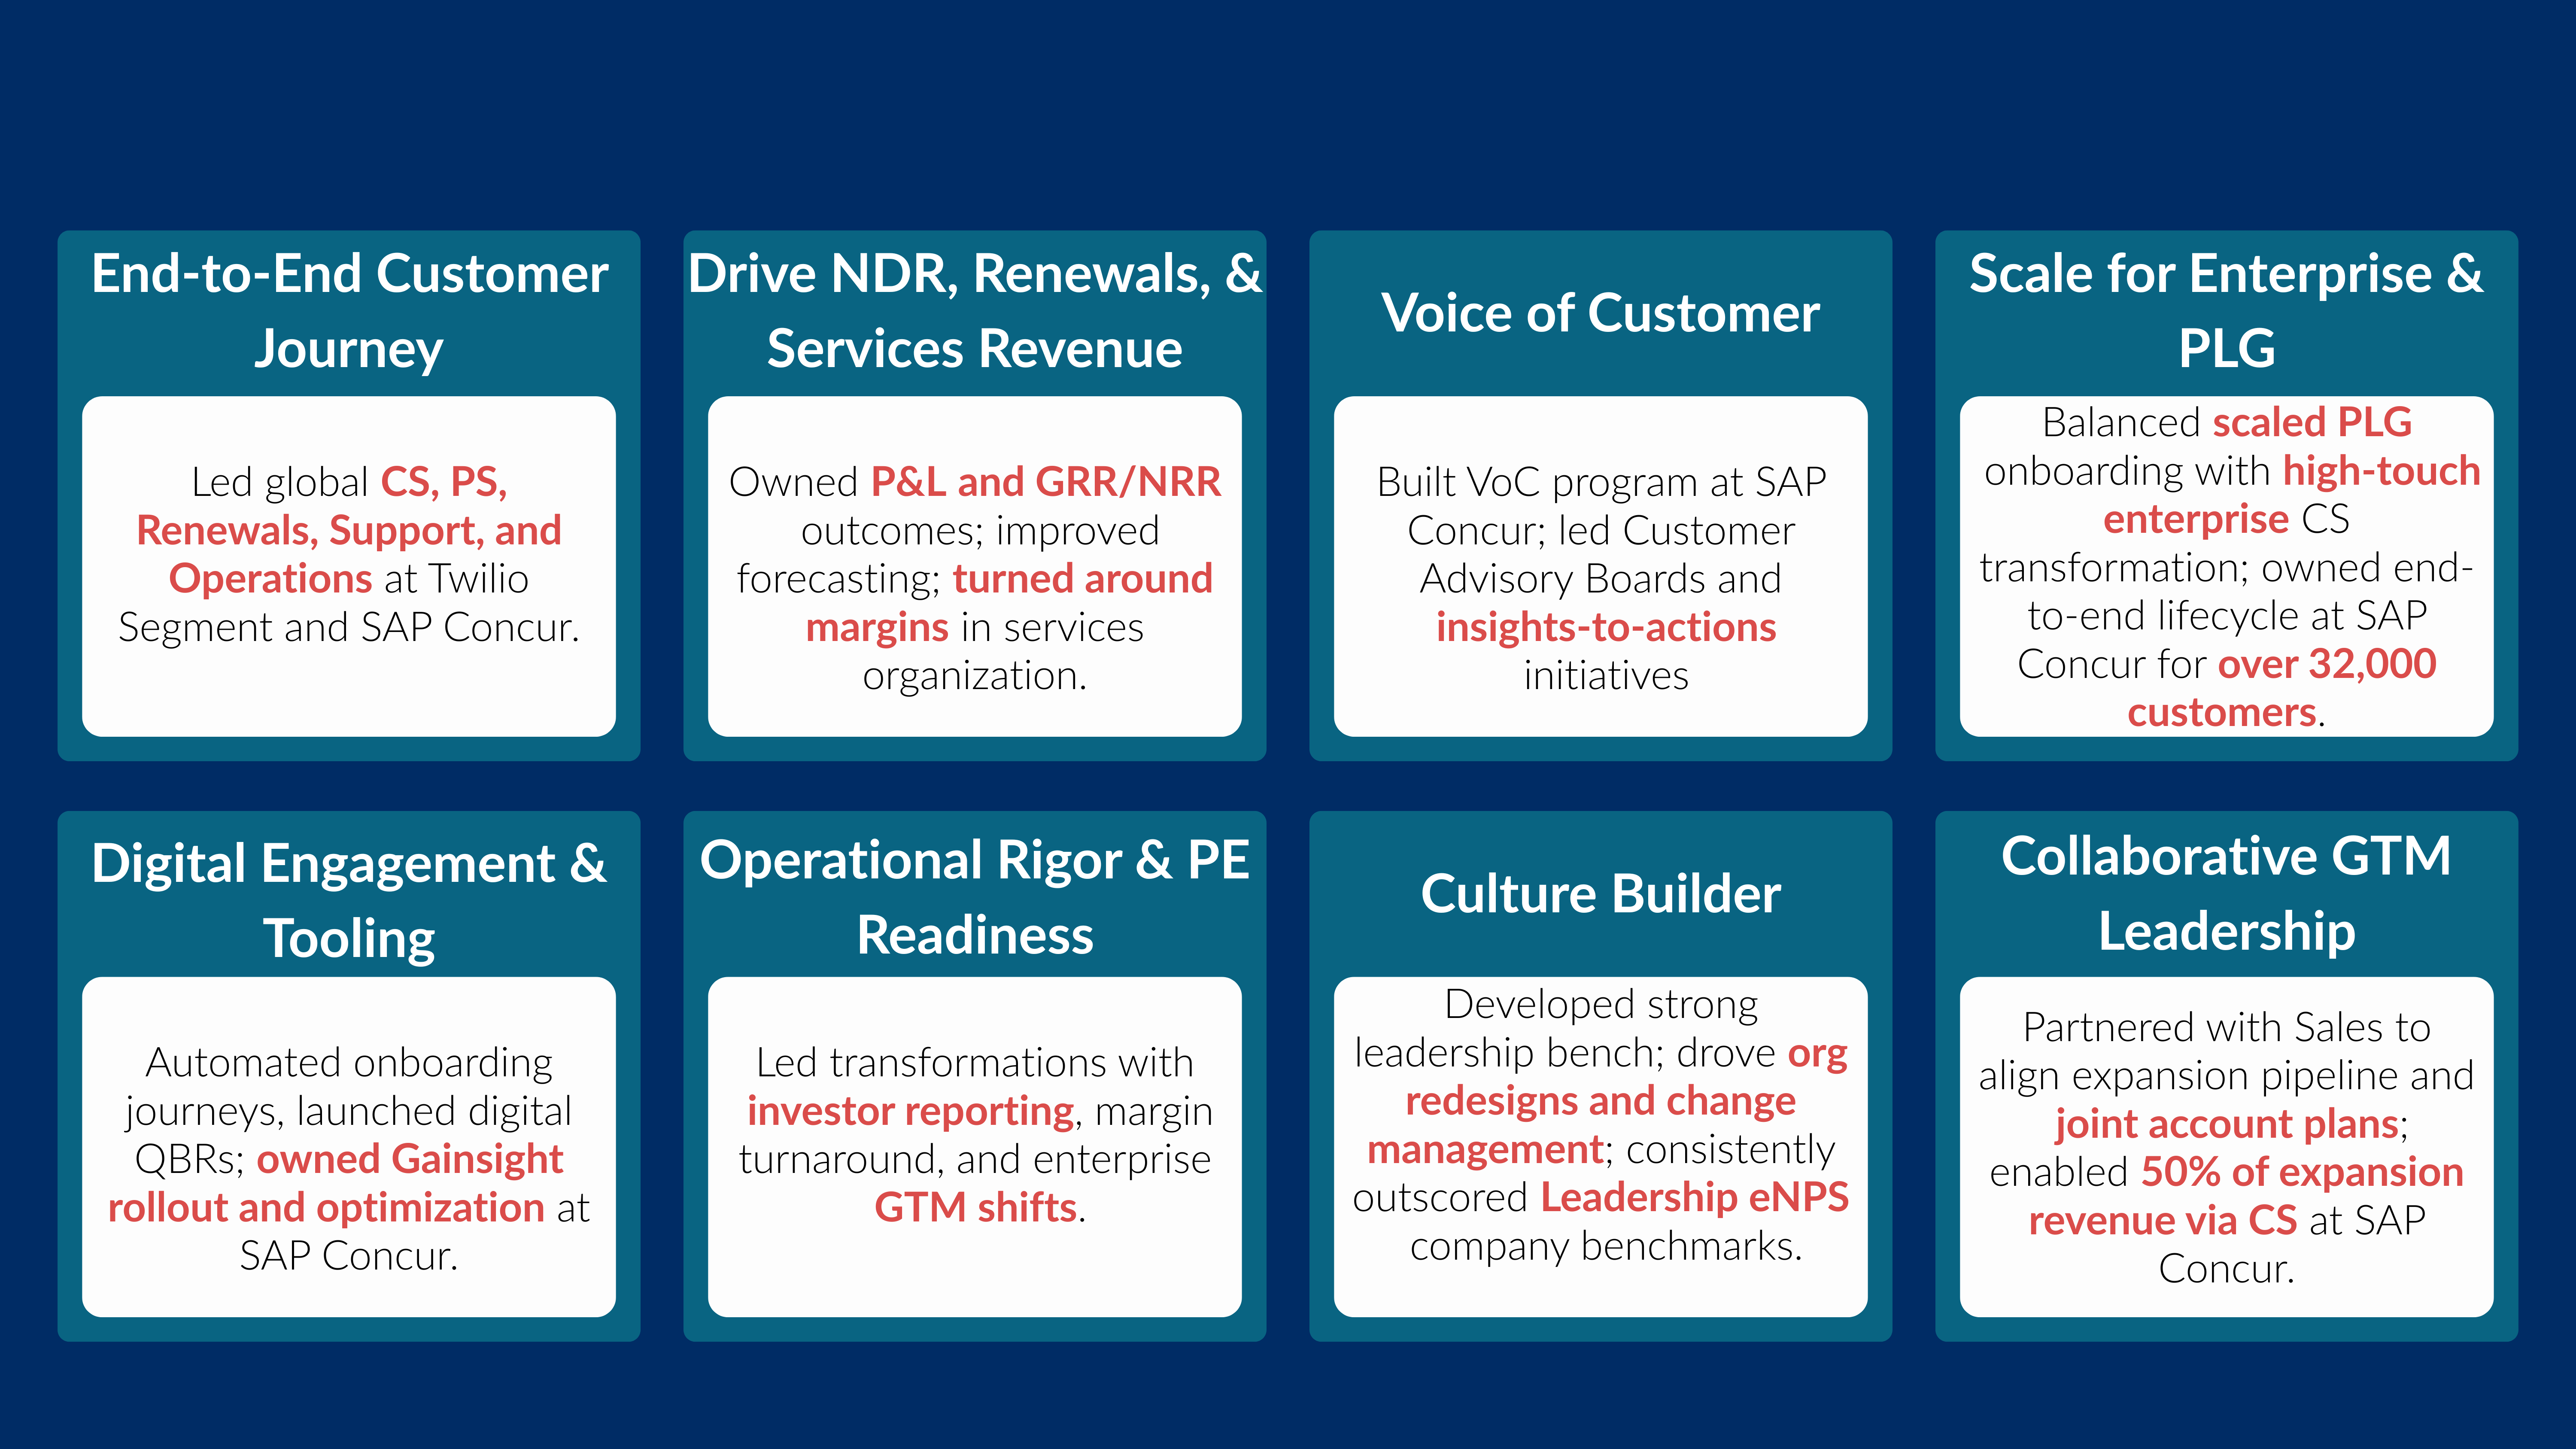 End-to-End Customer
Journey
Led global CS, PS,
Renewals, Support, and
Operations at Twilio
Segment and SAP Concur.
Drive NDR, Renewals, &
Services Revenue
Owned P&L and GRR/NRR
outcomes; improved
forecasting; turned around
margins in services
organization.
Voice of Customer
Built VoC program at SAP
Concur; led Customer
Advisory Boards and
insights-to-actions
initiatives
Scale for Enterprise &
PLG
Balanced scaled PLG
onboarding with high-touch
enterprise CS
transformation; owned end-
to-end lifecycle at SAP
Concur for over 32,000
customers.
Digital Engagement &
Tooling
Automated onboarding
journeys, launched digital
QBRs; owned Gainsight
rollout and optimization at
SAP Concur.
Operational Rigor & PE
Readiness
Led transformations with
investor reporting, margin
turnaround, and enterprise
GTM shifts.
Culture Builder
Developed strong
leadership bench; drove org
redesigns and change
management; consistently
outscored Leadership eNPS
company benchmarks.
Collaborative GTM
Leadership
Partnered with Sales to
align expansion pipeline and
joint account plans;
enabled 50% of expansion
revenue via CS at SAP
Concur.